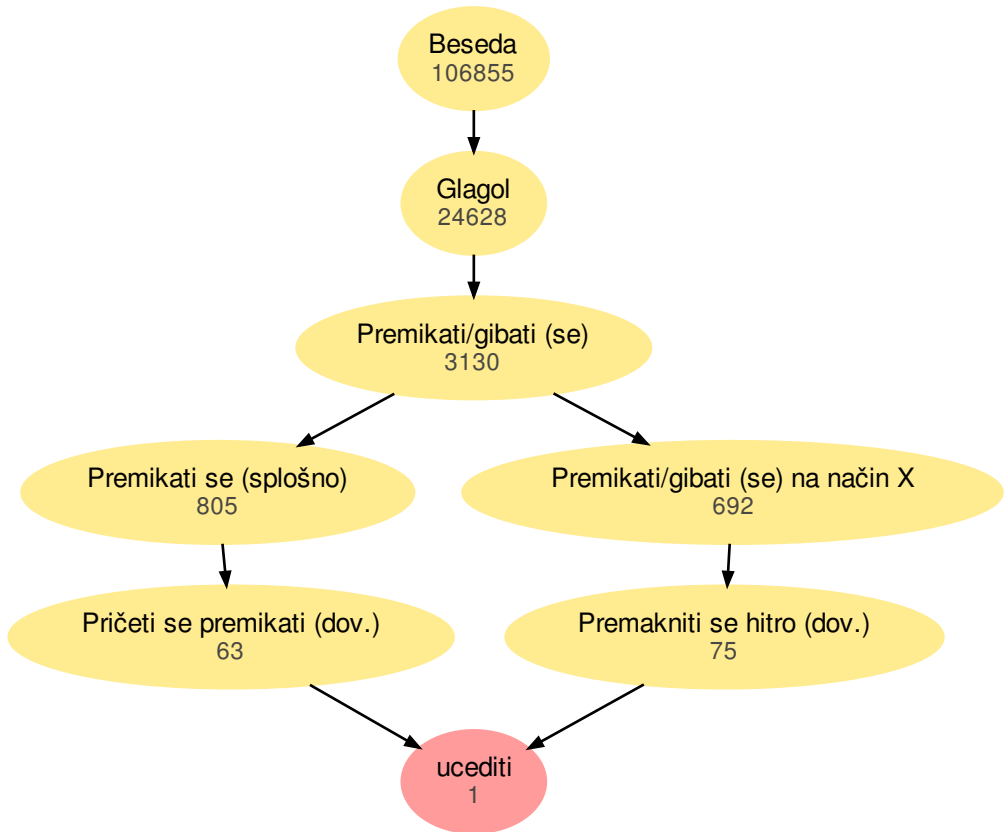 Beseda
106855
Glagol
24628
Premikati/gibati (se)
3130
Premikati se (splošno)
805
Premikati/gibati (se) na način X
692
Pričeti se premikati (dov.)
63
Premakniti se hitro (dov.)
75
ucediti
1